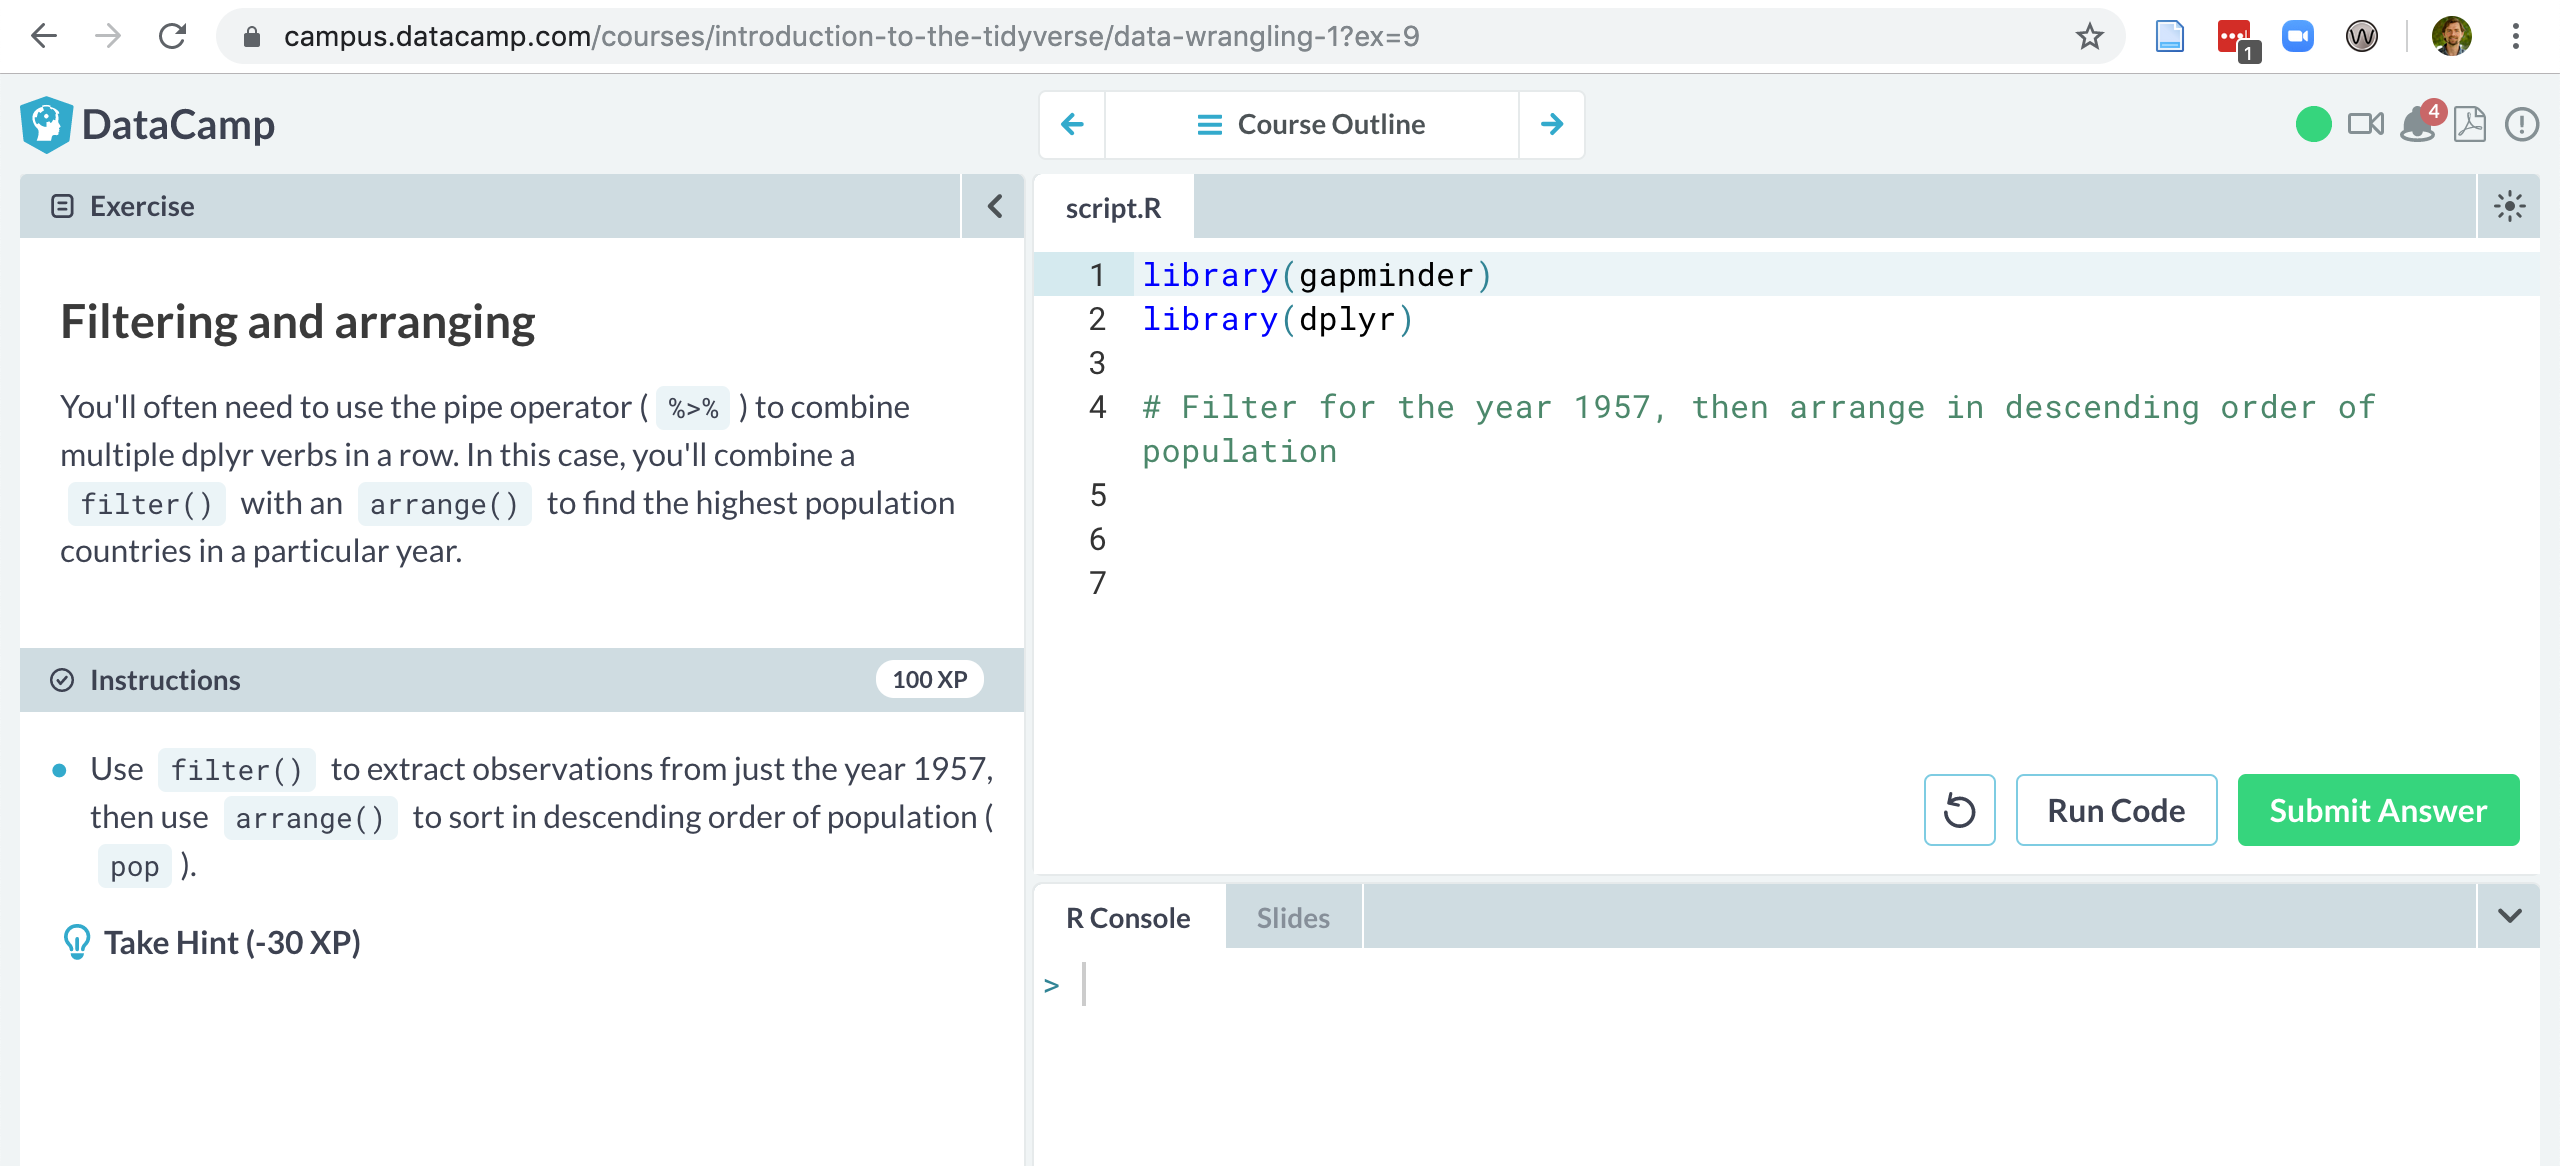 campus.datacamp.com/courses/introduction-to-the-tidyverse/data-wrangling-1?ex=9
1
DataCamp
Course Outline
4
Exercise
script.R
Filtering and arranging
You'll often need to use the pipe operator ( %>% ) to combine
multiple dplyr verbs in a row. In this case, you'll combine a
filter() with an arrange() to find the highest population
countries in a particular year.
Instructions
100 XP
Use filter() to extract observations from just the year 1957,
then use arrange() to sort in descending order of population (
pop ).
Take Hint (-30 XP)
1 library(gapminder)
2 library(dplyr)
3
4 # Filter for the year 1957, then arrange in descending order of
population
5
6
7
Run Code
Submit Answer
R Console
Slides
>